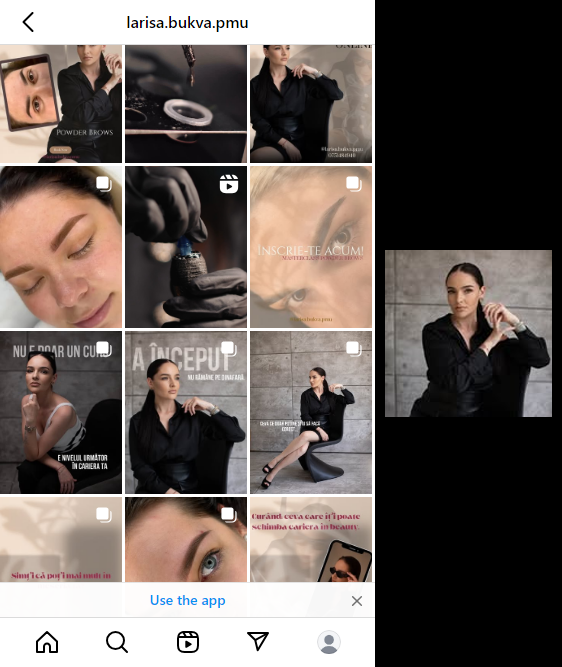 larisa.bukva.pmu
ONLINE
POWDER BROWS
ÎNSCRIE-TE ACUM!
NU E DOAR UN CURS
E NIVELUL URMĂTOR
ÎN CARIERA TA
A ÎNCEPUT
NU RĂMÂNE PE DINAFARĂ
Simți că poți mai mult în
Curând, ceva care îți poate
schimba cariera în beauty.
Use the app